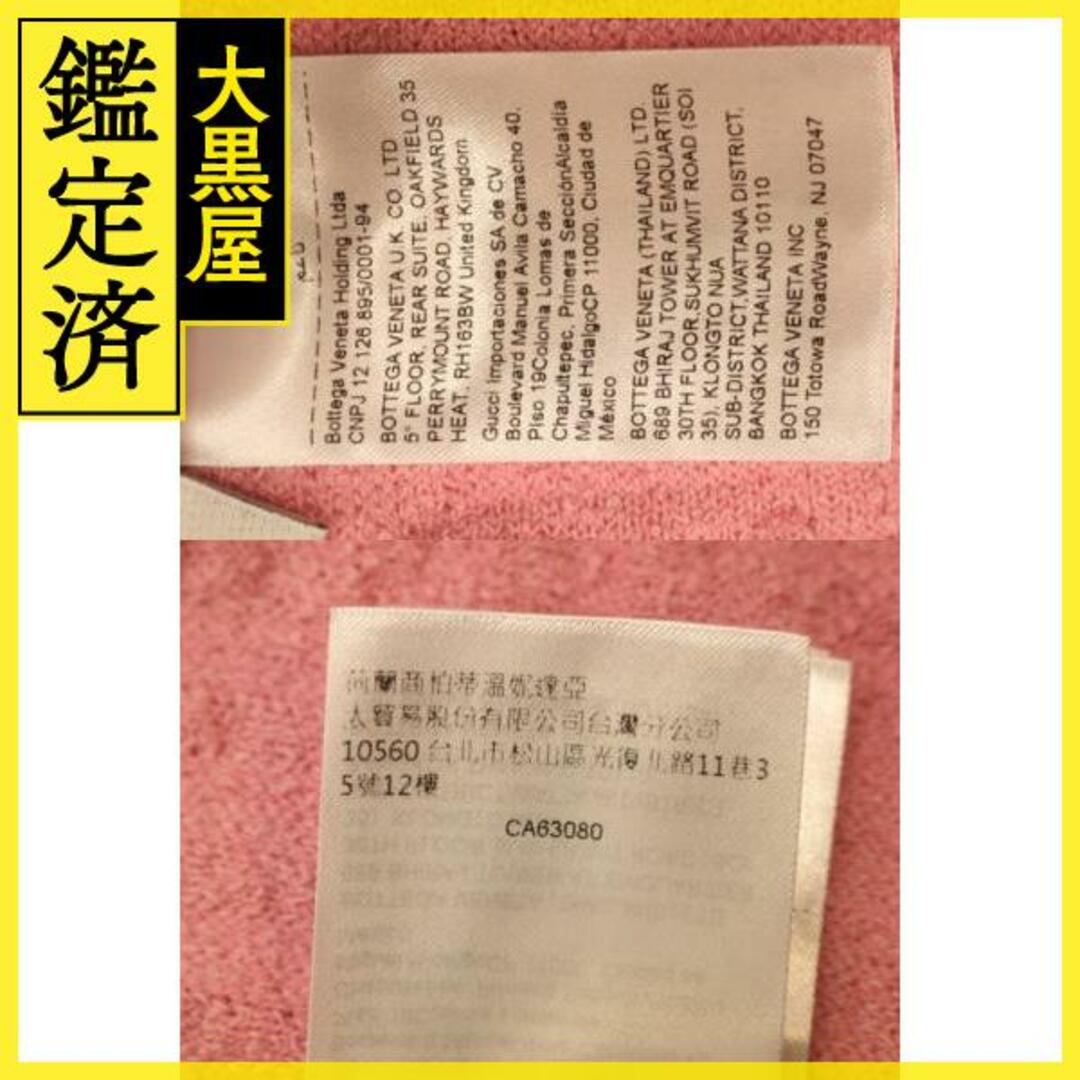 鑑定済
大黒屋
Bottega Veneta Holding Ltda
CNPJ 12 126 895/0001-94
BOTTEGA VENETA U.K CO LTD
5° FLOOR, REAR SUITE, OAKFIELD 35
PERRYMOUNT ROAD, HAYWARDS
HEAT, RH163BW United Kingdom
Gucci Importaciones SA de CV
Boulevard Manuel Avila Camacho 40,
Piso 19Colonia Lomas de
Chapultepec, Primera SecciónAlcaldia
Miguel HidalgoCP 11000, Ciudad de
México
BOTTEGA VENETA (THAILAND) LTD
689 BHIRAJ TOWER AT EMQUARTIER
30TH FLOOR,SUKHUMVIT ROAD (SOI
35), KLONGTO NUA
SUB-DISTRICT,WATTANA DISTRICT,
BANGKOK THAILAND 10110
BOTTEGA VENETA INC
150 Totowa RoadWayne, NJ 07047
荷蘭商柏蒂溫妮達亞
太貿易股份有限公司台灣分公司
10560 台北市松山區光復北路11巷3
5號12樓
CA63080